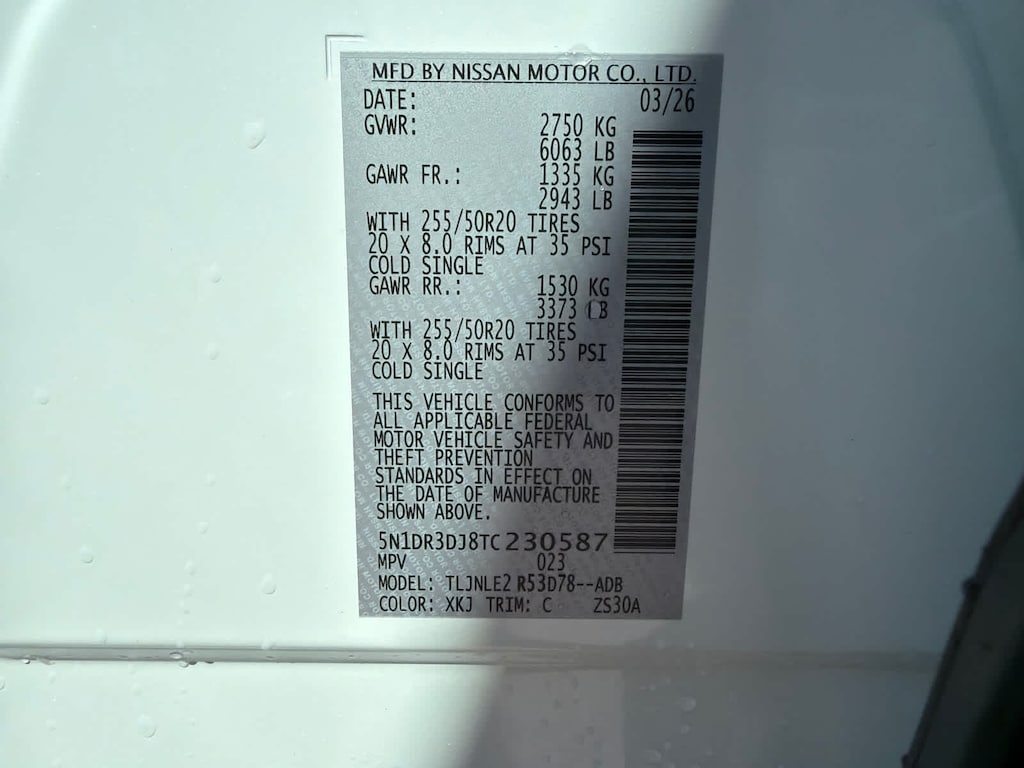 MFD BY NISSAN MOTOR CO., LTD.
DATE: 03/26
GVWR: 2750 KG
6063 LB
GAWR FR.: 1335 KG
2943 LB
WITH 255/50R20 TIRES
20 X 8.0 RIMS AT 35 PSI
COLD SINGLE
GAWR RR.: 1530 KG
3373 LB
WITH 255/50R20 TIRES
20 X 8.0 RIMS AT 35 PSI
COLD SINGLE
THIS VEHICLE CONFORMS TO
ALL APPLICABLE FEDERAL
MOTOR VEHICLE SAFETY AND
THEFT PREVENTION
STANDARDS IN EFFECT ON
THE DATE OF MANUFACTURE
SHOWN ABOVE.
5N1DR3DJ8TC230587
MPV 023
MODEL: TLJNLE2 R53D78--ADB
COLOR: XKJ TRIM: C ZS30A